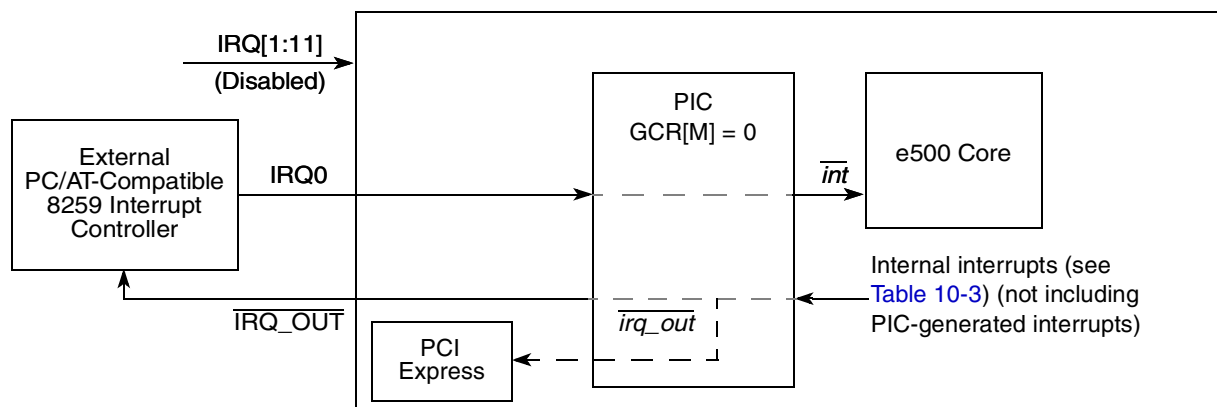 IRQ[1:11]
(Disabled)
PIC
GCR[M] = 0
e500 Core
External
PC/AT-Compatible
8259 Interrupt
Controller
IRQ0
int
Internal interrupts (see
Table 10-3) (not including
PIC-generated interrupts)
IRQ_OUT
irq_out
PCI
Express